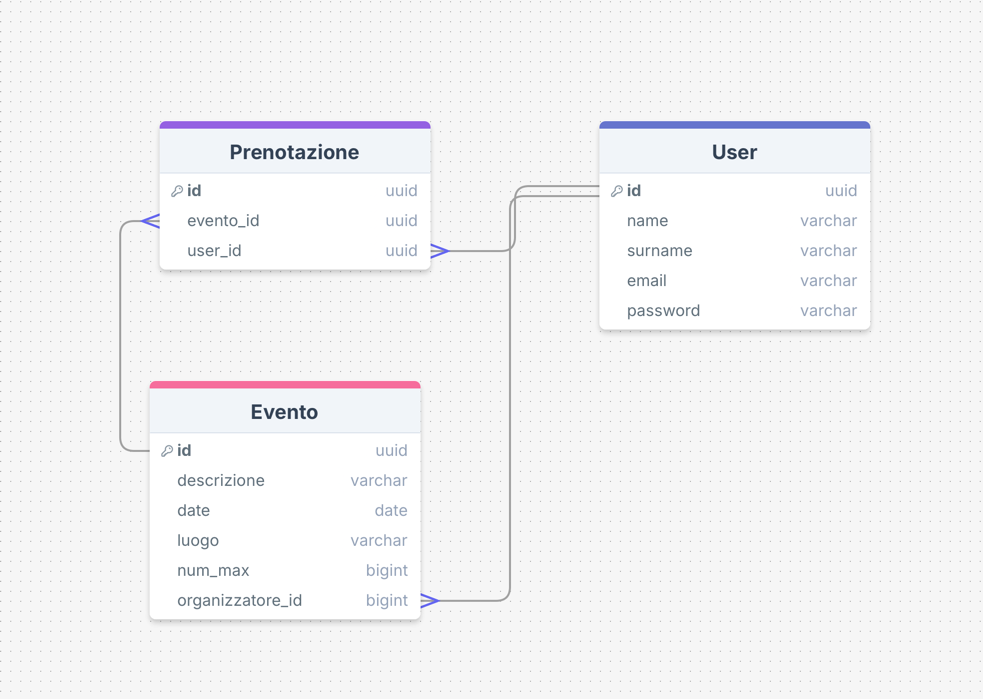 Prenotazione
id uuid
evento_id uuid
user_id uuid
User
id uuid
name varchar
surname varchar
email varchar
password varchar
Evento
id uuid
descrizione varchar
date date
luogo varchar
num_max bigint
organizzatore_id bigint